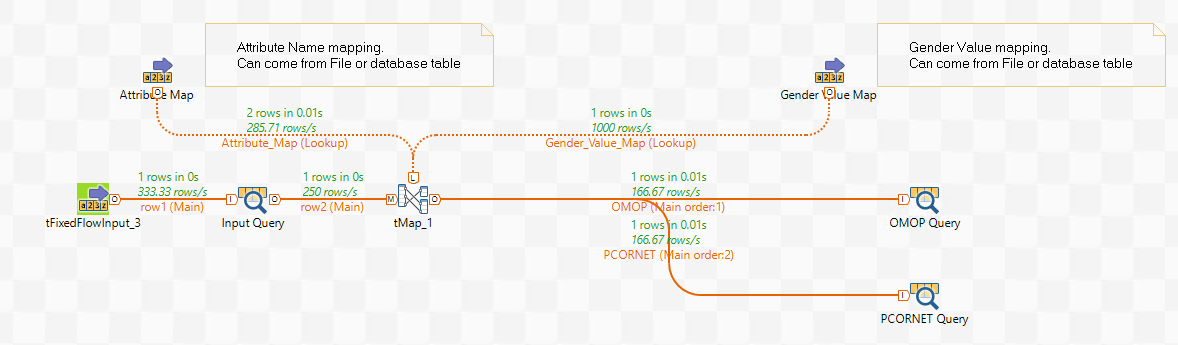 Attribute Name mapping.
Can come from File or database table
Gender Value mapping.
Can come from File or database table
a23z
a23z
Attribute Map
Gender Value Map
O
O
2 rows in 0.01s
285.71 rows/s
Attribute_Map (Lookup)
1 rows in 0s
1000 rows/s
Gender_Value_Map (Lookup)
L
a23z
O
1 rows in 0s
333.33 rows/s
row1 (Main)
I
O
1 rows in 0s
250 rows/s
row2 (Main)
M
O
1 rows in 0.01s
166.67 rows/s
OMOP (Main order:1)
I
tFixedFlowInput_3
Input Query
tMap_1
OMOP Query
1 rows in 0.01s
166.67 rows/s
PCORNET (Main order:2)
I
PCORNET Query